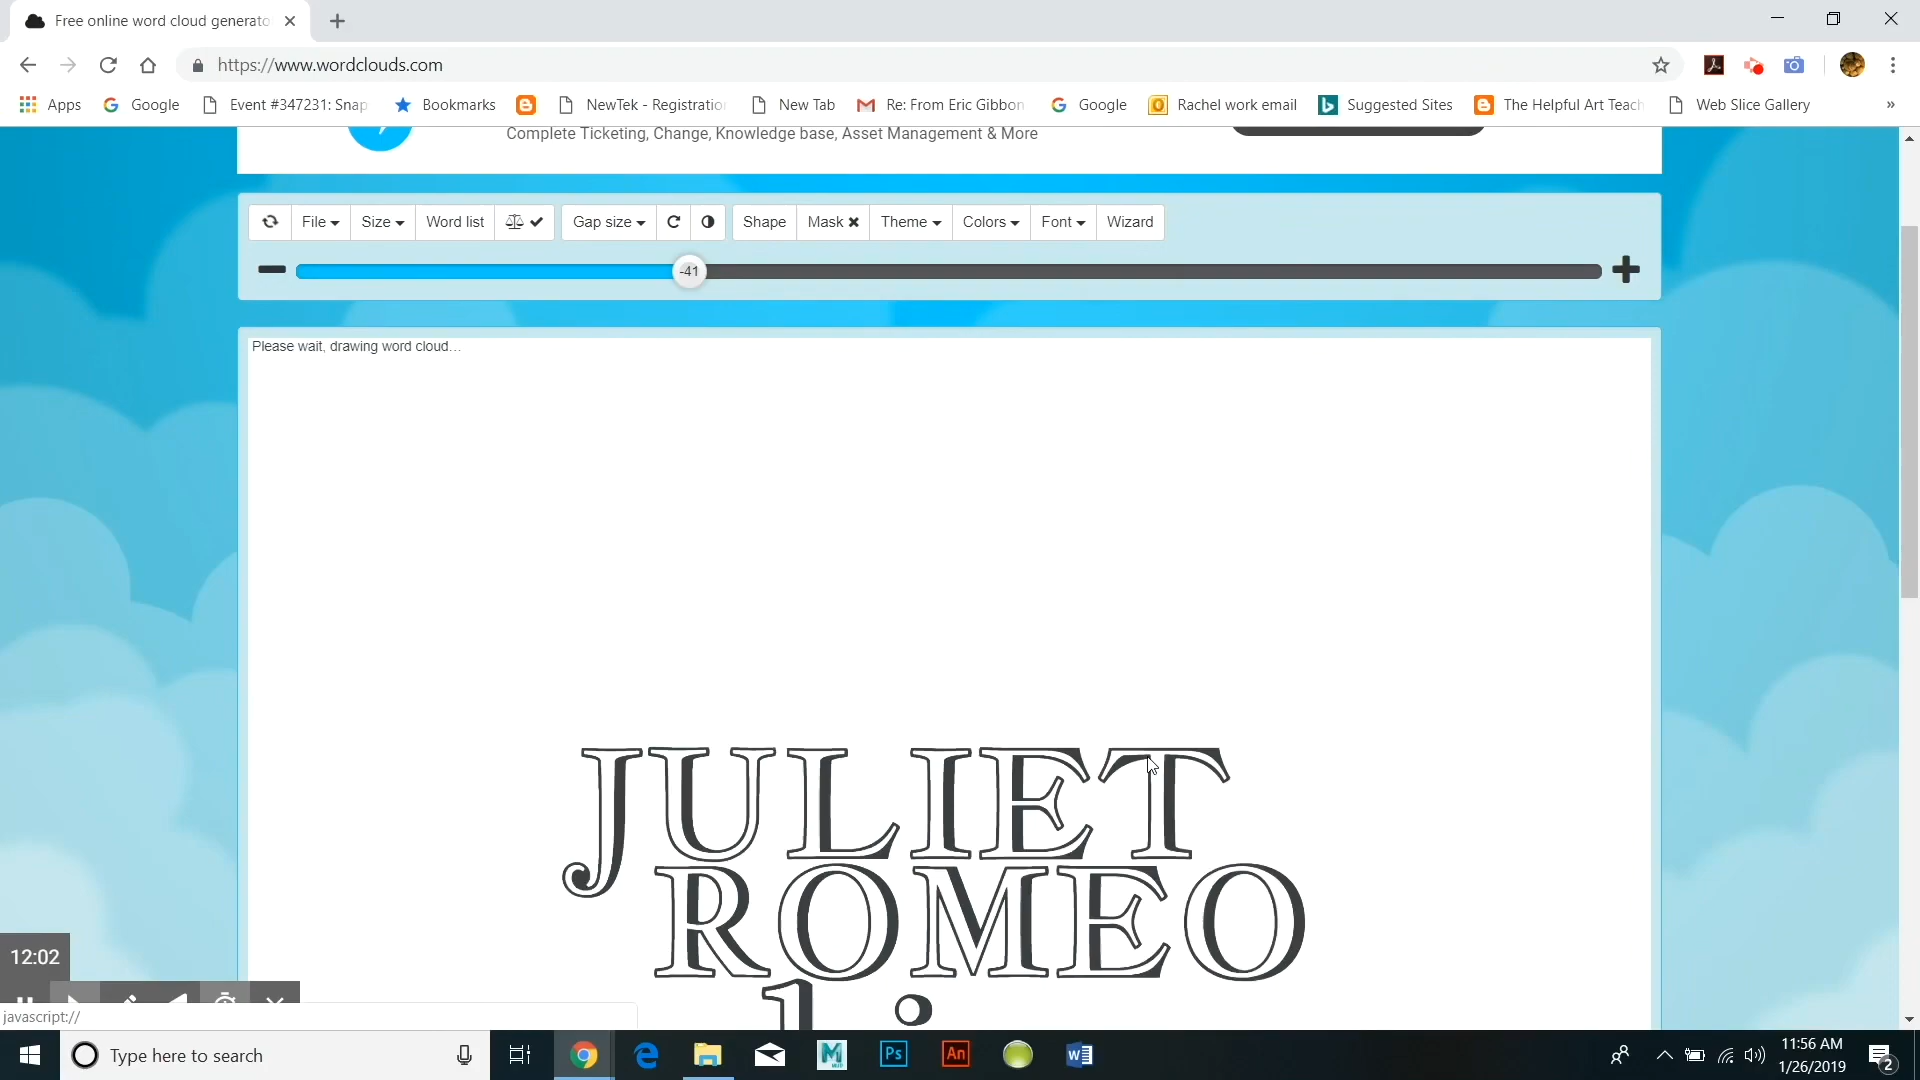 Free online word cloud generato
https://www.wordclouds.com
Apps Google Event #347231: Snap Bookmarks NewTek - Registratio New Tab Re: From Eric Gibbon Google Rachel work email Suggested Sites The Helpful Art Teach Web Slice Gallery »
Complete Ticketing, Change, Knowledge base, Asset Management & More
File Size Word list Gap size Shape Mask Theme Colors Font Wizard
-41
Please wait, drawing word cloud...
JULIET
ROMEO
12:02
javascript://
Type here to search
M
Ps
An
W
11:56 AM
1/26/2019
2